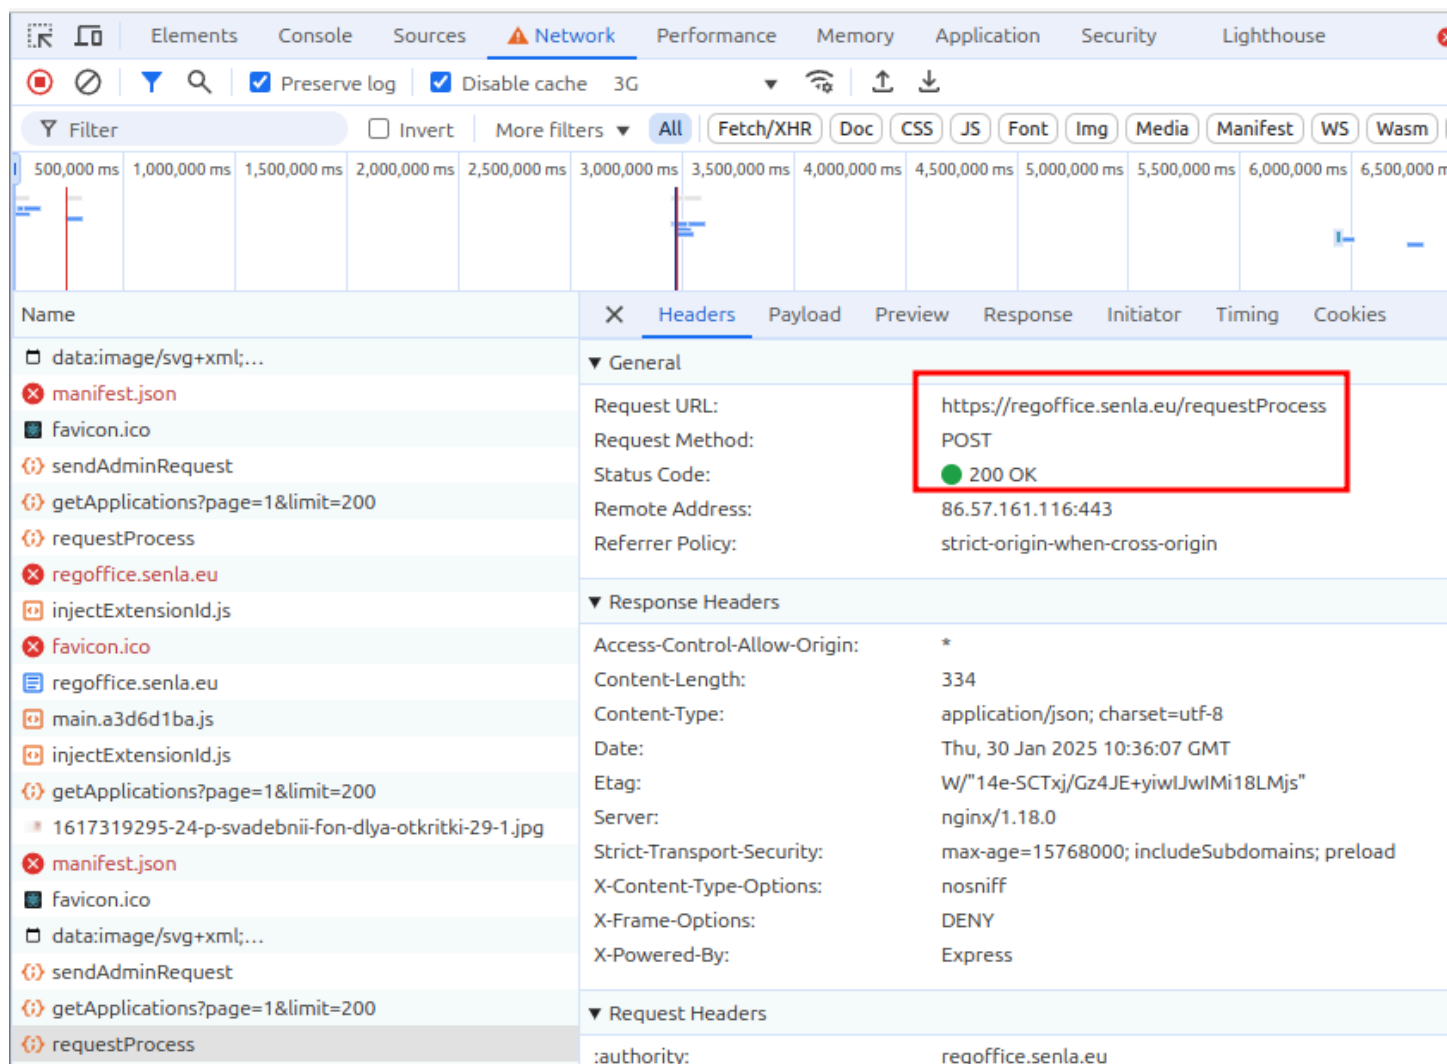 Elements Console Sources Network Performance Memory Application Security Lighthouse
Preserve log Disable cache 3G
Filter Invert More filters All Fetch/XHR Doc CSS JS Font Img Media Manifest WS Wasm
500,000 ms 1,000,000 ms 1,500,000 ms 2,000,000 ms 2,500,000 ms 3,000,000 ms 3,500,000 ms 4,000,000 ms 4,500,000 ms 5,000,000 ms 5,500,000 ms 6,000,000 ms 6,500,000 m
Name
data:image/svg+xml;...
manifest.json
favicon.ico
sendAdminRequest
getApplications?page=1&limit=200
requestProcess
regoffice.senla.eu
injectExtensionId.js
favicon.ico
regoffice.senla.eu
main.a3d6d1ba.js
injectExtensionId.js
getApplications?page=1&limit=200
1617319295-24-p-svadebnii-fon-dlya-otkritki-29-1.jpg
manifest.json
favicon.ico
data:image/svg+xml;...
sendAdminRequest
getApplications?page=1&limit=200
requestProcess
Headers Payload Preview Response Initiator Timing Cookies
General
Request URL: https://regoffice.senla.eu/requestProcess
Request Method: POST
Status Code: 200 OK
Remote Address: 86.57.161.116:443
Referrer Policy: strict-origin-when-cross-origin
Response Headers
Access-Control-Allow-Origin: *
Content-Length: 334
Content-Type: application/json; charset=utf-8
Date: Thu, 30 Jan 2025 10:36:07 GMT
Etag: W/"14e-SCTxj/Gz4JE+yiwIJwIMi18LMjs"
Server: nginx/1.18.0
Strict-Transport-Security: max-age=15768000; includeSubdomains; preload
X-Content-Type-Options: nosniff
X-Frame-Options: DENY
X-Powered-By: Express
Request Headers
:authority: regoffice.senla.eu